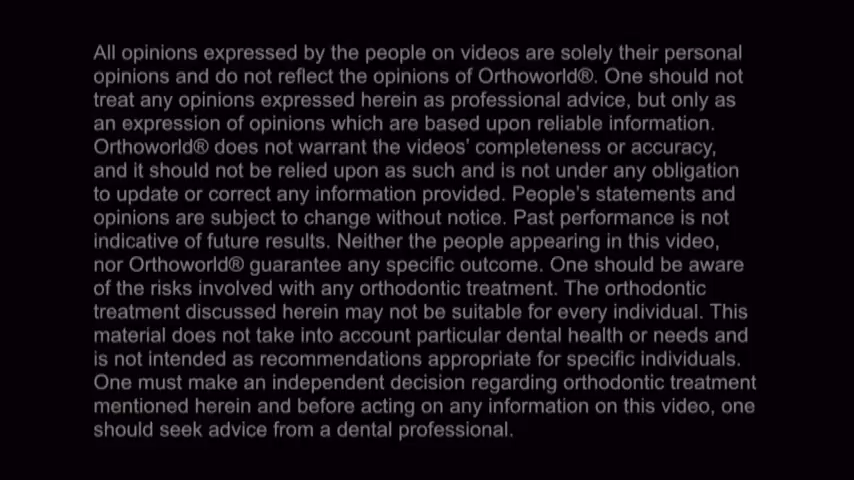 All opinions expressed by the people on videos are solely their personal
opinions and do not reflect the opinions of Orthoworld®. One should not
treat any opinions expressed herein as professional advice, but only as
an expression of opinions which are based upon reliable information.
Orthoworld® does not warrant the videos’ completeness or accuracy,
and it should not be relied upon as such and is not under any obligation
to update or correct any information provided. People’s statements and
opinions are subject to change without notice. Past performance is not
indicative of future results. Neither the people appearing in this video,
nor Orthoworld® guarantee any specific outcome. One should be aware
of the risks involved with any orthodontic treatment. The orthodontic
treatment discussed herein may not be suitable for every individual. This
material does not take into account particular dental health or needs and
is not intended as recommendations appropriate for specific individuals.
One must make an independent decision regarding orthodontic treatment
mentioned herein and before acting on any information on this video, one
should seek advice from a dental professional.